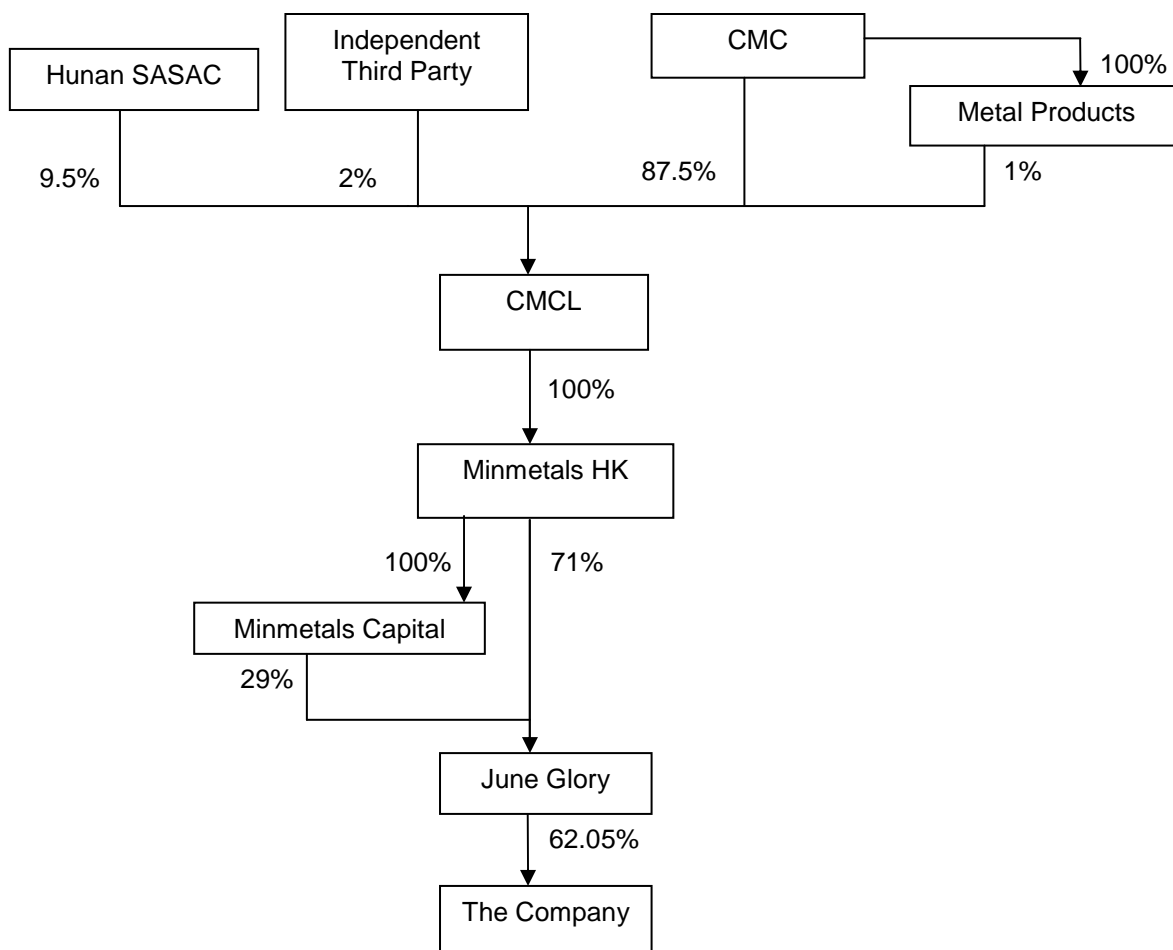 Independent
Third Party
CMC
Hunan SASAC
100%
Metal Products
9.5%
2%
87.5%
1%
CMCL
100%
Minmetals HK
100%
71%
Minmetals Capital
29%
June Glory
62.05%
The Company